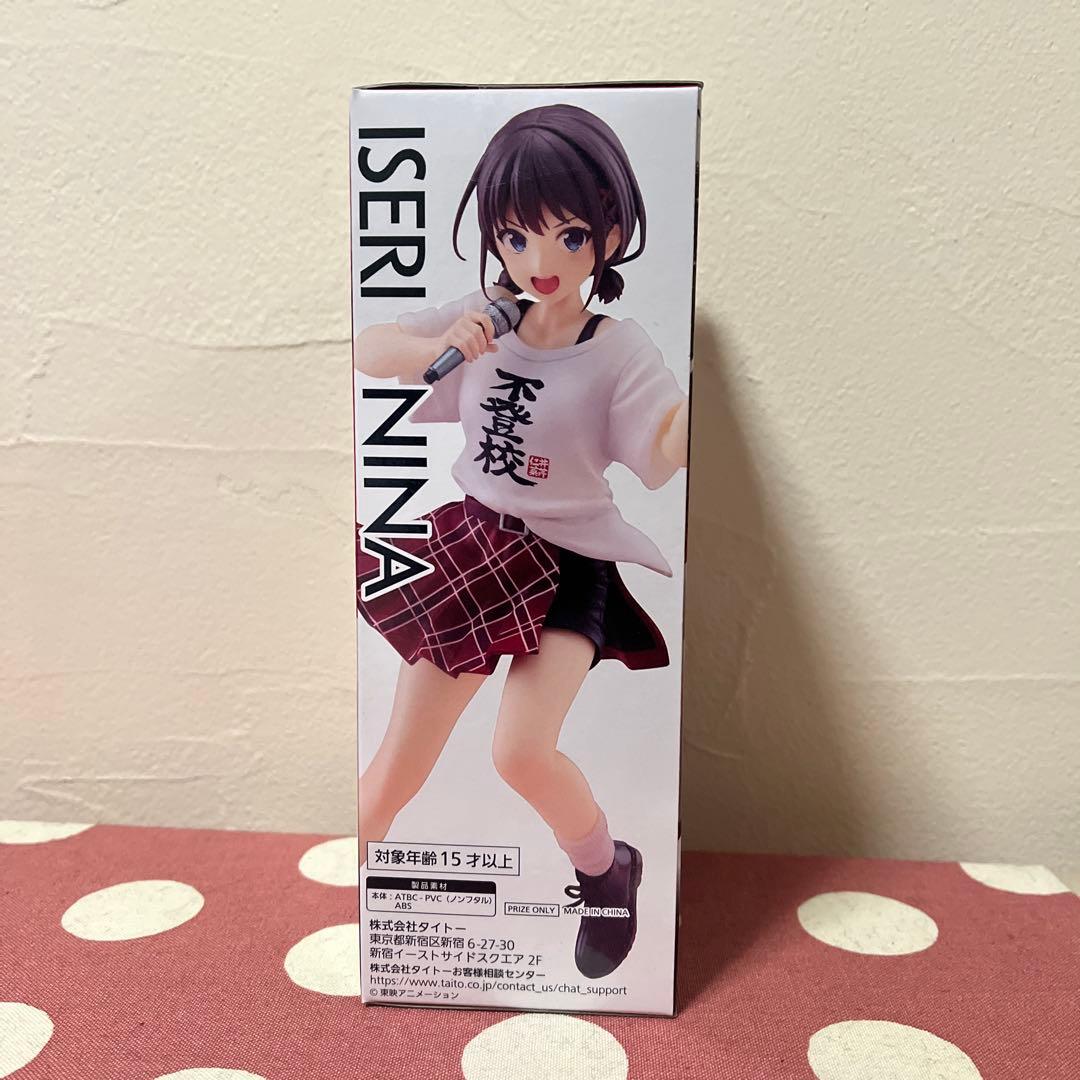 ISERI NINA
不登校
井芹
仁菜
対象年齢 15 才以上
製品素材
本体：ATBC-PVC (ノンフタル)
ABS
PRIZE ONLY MADE IN CHINA
株式会社タイトー
東京都新宿区新宿 6-27-30
新宿イーストサイドスクエア 2F
株式会社タイトーお客様相談センター
https://www.taito.co.jp/contact_us/chat_support
© 東映アニメーション